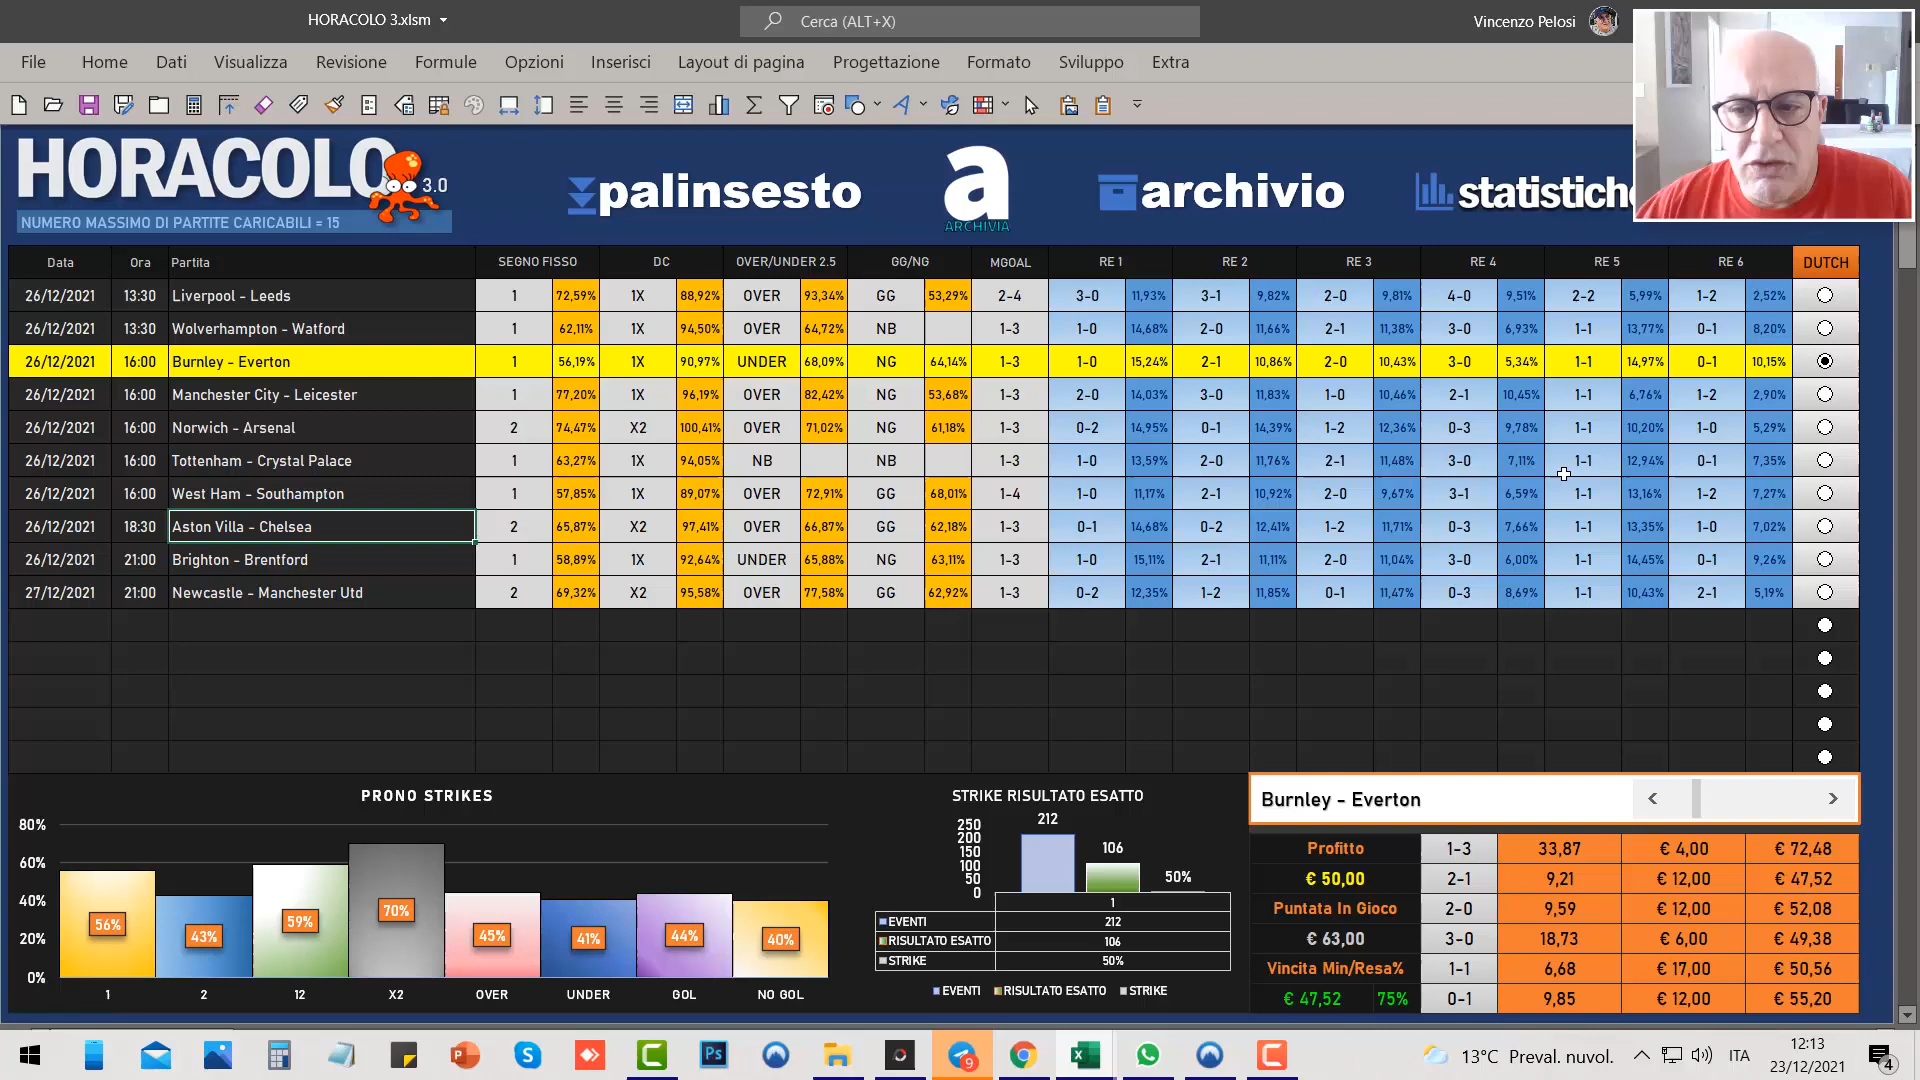 HORACOLO 3.xlsm
Cerca (ALT+X)
Vincenzo Pelosi
File Home Dati Visualizza Revisione Formule Opzioni Inserisci Layout di pagina Progettazione Formato Sviluppo Extra
HORACOLO 3.0
NUMERO MASSIMO DI PARTITE CARICABILI = 15
palinsesto
a
ARCHIVIA
archivio
statistiche
Data Ora Partita SEGNO FISSO DC OVER/UNDER 2.5 GG/NG MGOAL RE 1 RE 2 RE 3 RE 4 RE 5 RE 6 DUTCH
26/12/2021 13:30 Liverpool - Leeds 1 72,59% 1X 88,92% OVER 93,34% GG 53,29% 2-4 3-0 11,93% 3-1 9,82% 2-0 9,81% 4-0 9,51% 2-2 5,99% 1-2 2,52%
26/12/2021 13:30 Wolverhampton - Watford 1 62,11% 1X 94,50% OVER 64,72% NB 1-3 1-0 14,68% 2-0 11,66% 2-1 11,38% 3-0 6,93% 1-1 13,77% 0-1 8,20%
26/12/2021 16:00 Burnley - Everton 1 56,19% 1X 90,97% UNDER 68,09% NG 64,14% 1-3 1-0 15,24% 2-1 10,86% 2-0 10,43% 3-0 5,34% 1-1 14,97% 0-1 10,15%
26/12/2021 16:00 Manchester City - Leicester 1 77,20% 1X 96,19% OVER 82,42% NG 53,68% 1-3 2-0 14,03% 3-0 11,83% 1-0 10,46% 2-1 10,45% 1-1 6,76% 1-2 2,90%
26/12/2021 16:00 Norwich - Arsenal 2 74,47% X2 100,41% OVER 71,02% NG 61,18% 1-3 0-2 14,95% 0-1 14,39% 1-2 12,36% 0-3 9,78% 1-1 10,20% 1-0 5,29%
26/12/2021 16:00 Tottenham - Crystal Palace 1 63,27% 1X 94,05% NB NB 1-3 1-0 13,59% 2-0 11,76% 2-1 11,48% 3-0 7,11% 1-1 12,94% 0-1 7,35%
26/12/2021 16:00 West Ham - Southampton 1 57,85% 1X 89,07% OVER 72,91% GG 68,01% 1-4 1-0 11,17% 2-1 10,92% 2-0 9,67% 3-1 6,59% 1-1 13,16% 1-2 7,27%
26/12/2021 18:30 Aston Villa - Chelsea 2 65,87% X2 97,41% OVER 66,87% GG 62,18% 1-3 0-1 14,68% 0-2 12,41% 1-2 11,71% 0-3 7,66% 1-1 13,35% 1-0 7,02%
26/12/2021 21:00 Brighton - Brentford 1 58,89% 1X 92,64% UNDER 65,88% NG 63,11% 1-3 1-0 15,11% 2-1 11,11% 2-0 11,04% 3-0 6,00% 1-1 14,45% 0-1 9,26%
27/12/2021 21:00 Newcastle - Manchester Utd 2 69,32% X2 95,58% OVER 77,58% GG 62,92% 1-3 0-2 12,35% 1-2 11,85% 0-1 11,47% 0-3 8,69% 1-1 10,43% 2-1 5,19%
PRONO STRIKES
80%
60%
40%
20%
0%
56% 43% 59% 70% 45% 41% 44% 40%
1 2 12 X2 OVER UNDER GOL NO GOL
STRIKE RISULTATO ESATTO
250
200
150
100
50
0
212 106 50%
1
EVENTI 212
RISULTATO ESATTO 106
STRIKE 50%
EVENTI RISULTATO ESATTO STRIKE
Burnley - Everton
Profitto 1-3 33,87 € 4,00 € 72,48
€ 50,00 2-1 9,21 € 12,00 € 47,52
Puntata In Gioco 2-0 9,59 € 12,00 € 52,08
€ 63,00 3-0 18,73 € 6,00 € 49,38
Vincita Min/Resa% 1-1 6,68 € 17,00 € 50,56
€ 47,52 75% 0-1 9,85 € 12,00 € 55,20
9
13°C Preval. nuvol.
ITA
12:13
23/12/2021
4